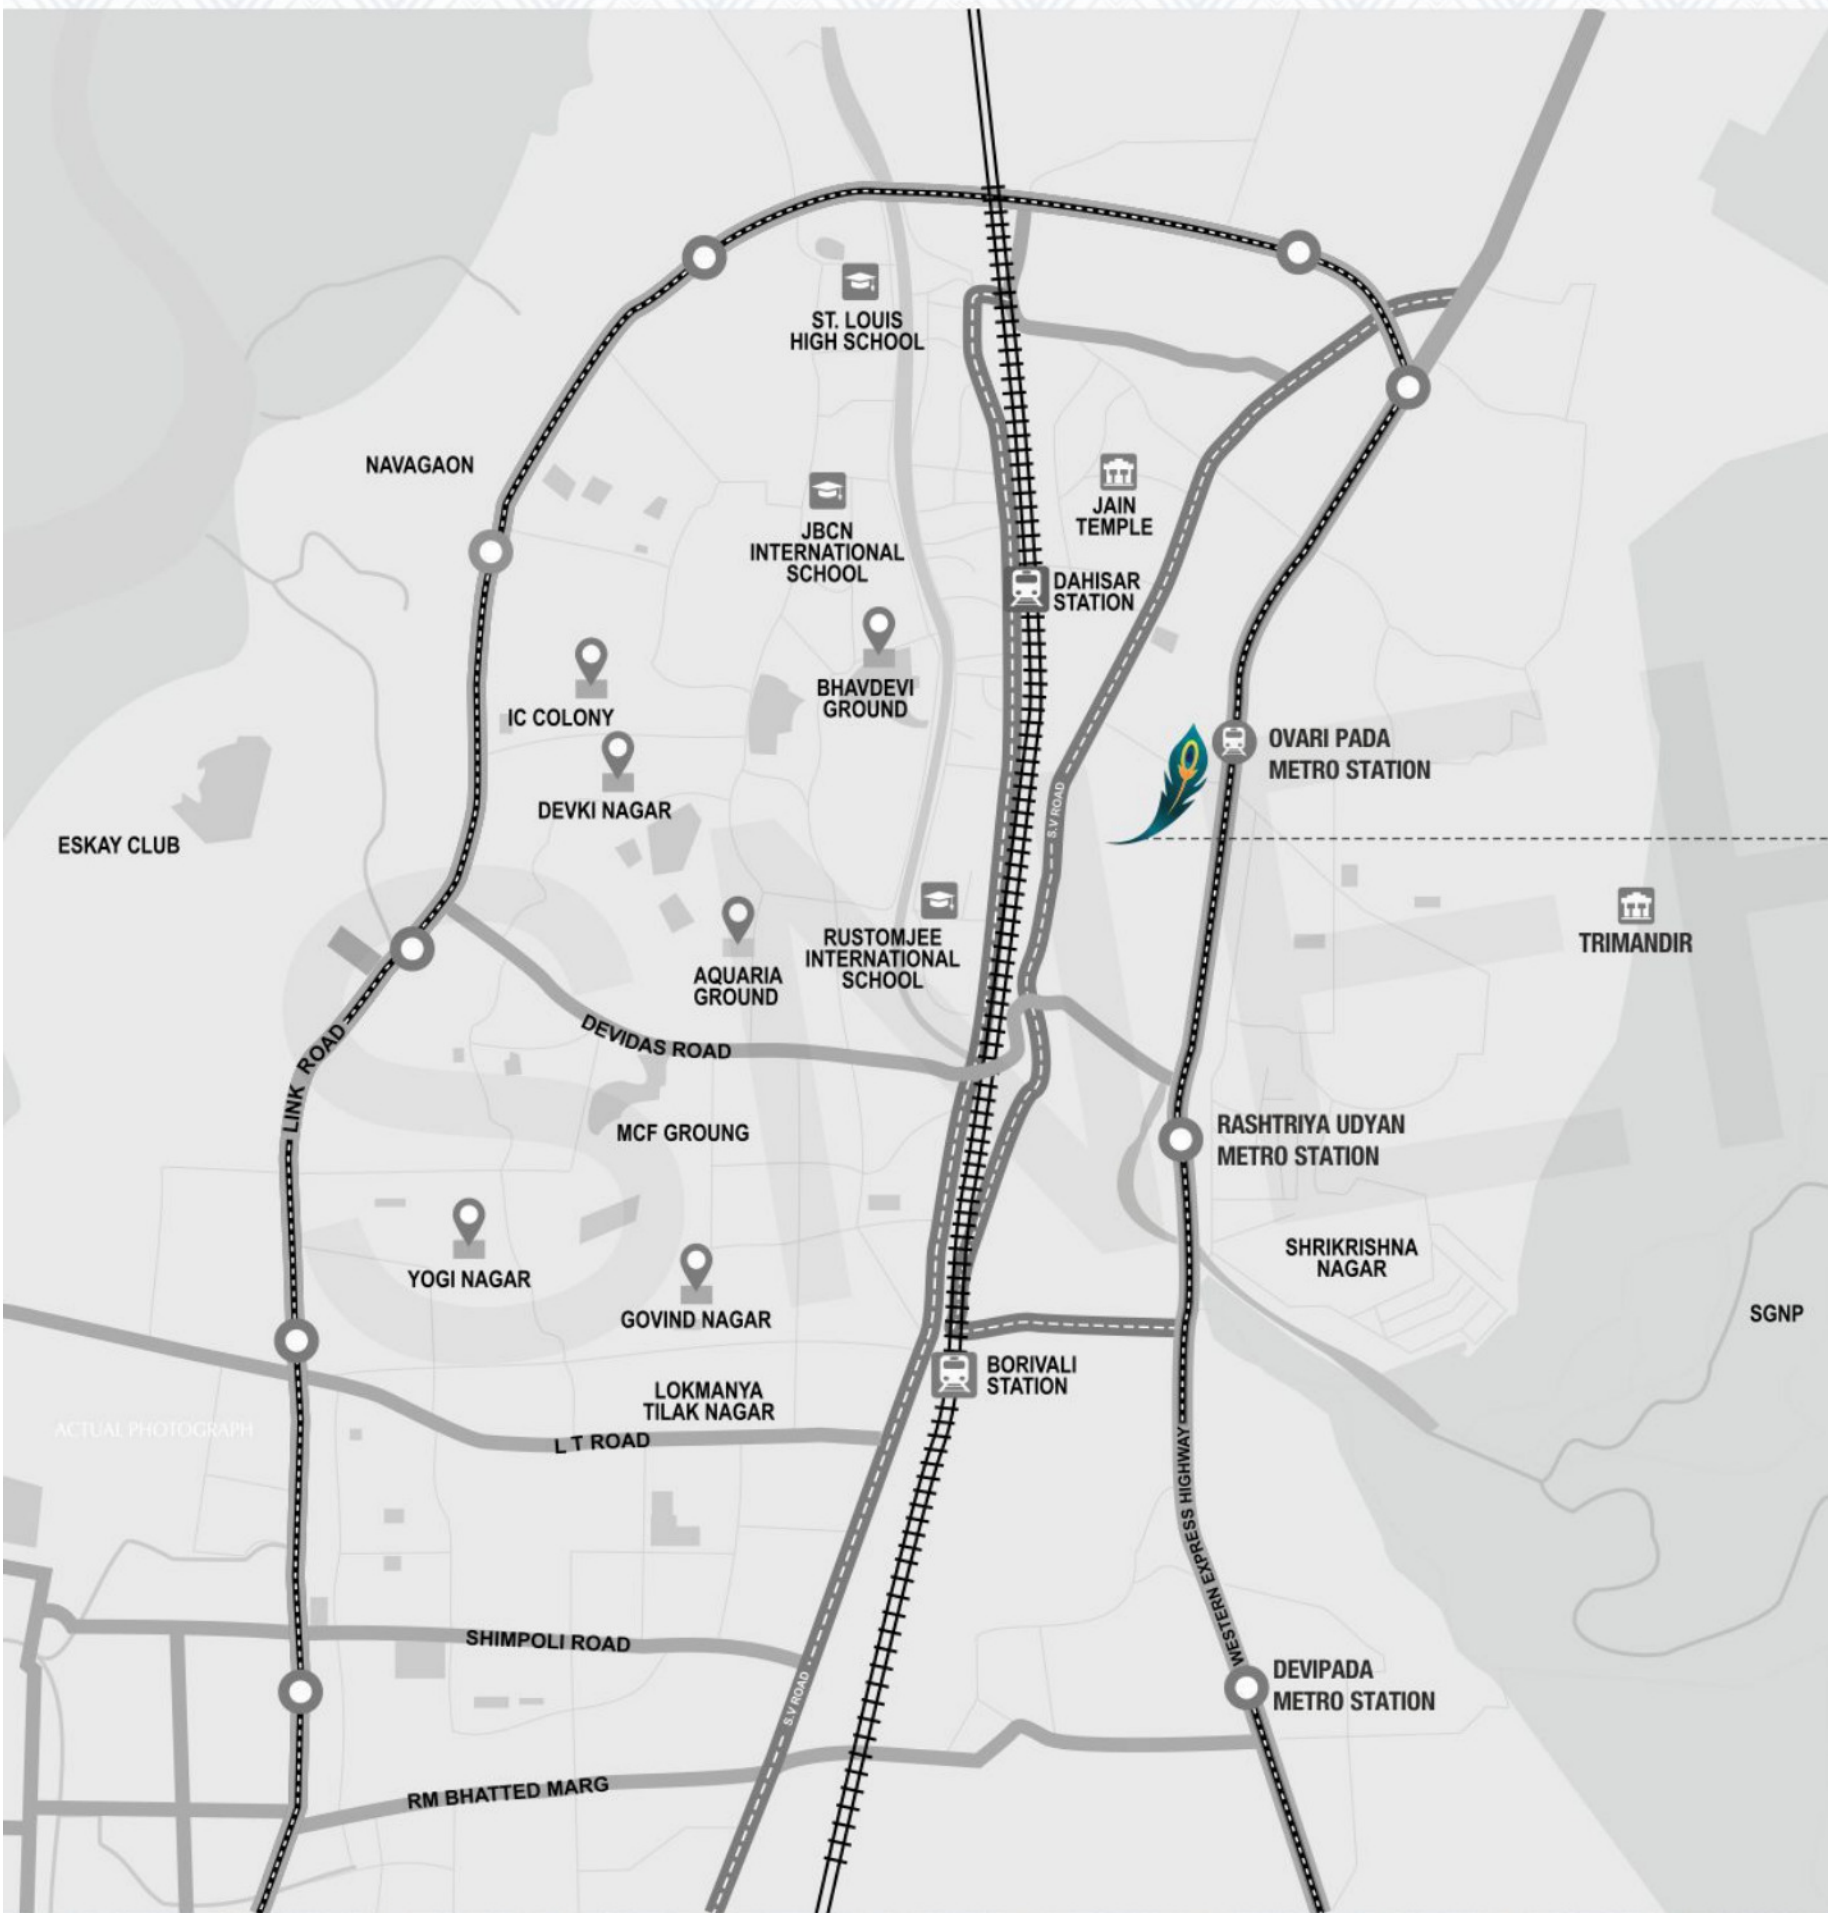 ST. LOUIS
HIGH SCHOOL
NAVAGAON
JAIN
TEMPLE
JBCN
INTERNATIONAL
SCHOOL
DAHISAR
STATION
BHAVDEVI
GROUND
IC COLONY
OVARI PADA
METRO STATION
DEVKI NAGAR
S.V ROAD
ESKAY CLUB
TRIMANDIR
RUSTOMJEE
INTERNATIONAL
SCHOOL
AQUARIA
GROUND
DEVIDAS ROAD
LINK ROAD
MCF GROUNG
RASHTRIYA UDYAN
METRO STATION
SHRIKRISHNA
NAGAR
YOGI NAGAR
GOVIND NAGAR
SGNP
BORIVALI
STATION
LOKMANYA
TILAK NAGAR
ACTUAL PHOTOGRAPH
L T ROAD
WESTERN EXPRESS HIGHWAY
SHIMPOLI ROAD
S.V ROAD
DEVIPADA
METRO STATION
RM BHATTED MARG